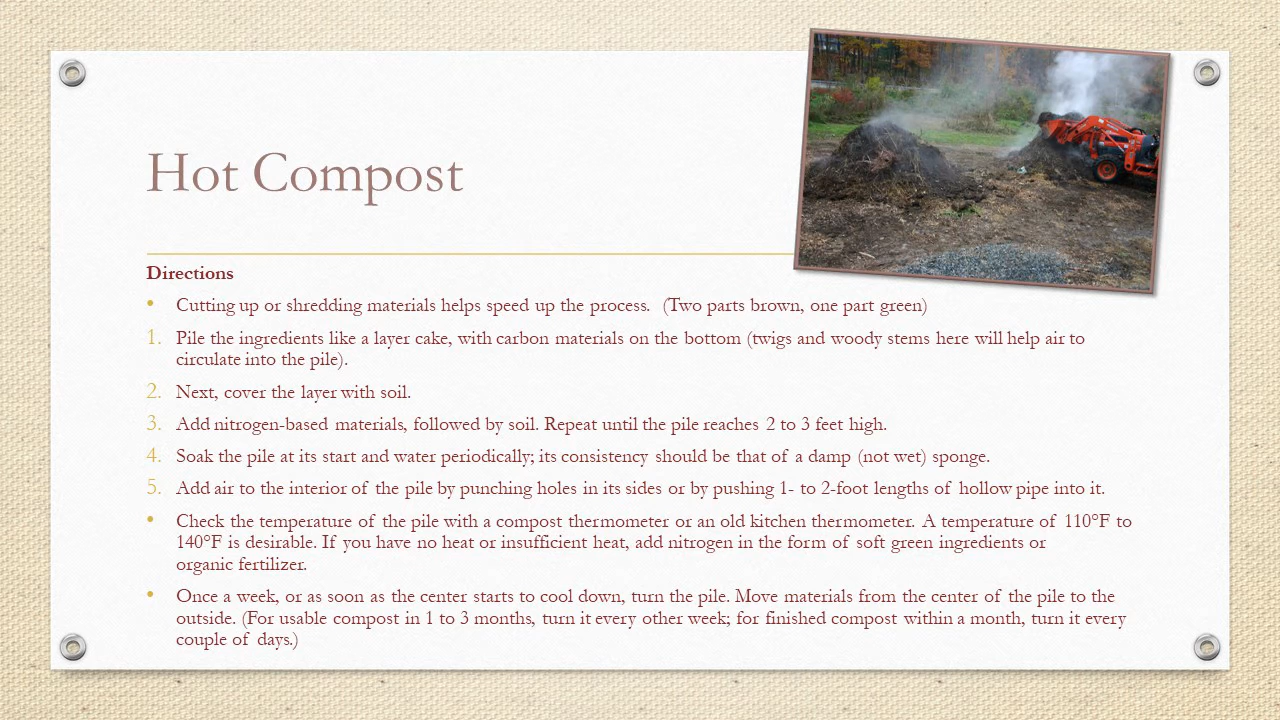 Hot Compost
Directions
• Cutting up or shredding materials helps speed up the process. (Two parts brown, one part green)
1. Pile the ingredients like a layer cake, with carbon materials on the bottom (twigs and woody stems here will help air to
circulate into the pile).
2. Next, cover the layer with soil.
3. Add nitrogen-based materials, followed by soil. Repeat until the pile reaches 2 to 3 feet high.
4. Soak the pile at its start and water periodically; its consistency should be that of a damp (not wet) sponge.
5. Add air to the interior of the pile by punching holes in its sides or by pushing 1- to 2-foot lengths of hollow pipe into it.
• Check the temperature of the pile with a compost thermometer or an old kitchen thermometer. A temperature of 110°F to
140°F is desirable. If you have no heat or insufficient heat, add nitrogen in the form of soft green ingredients or
organic fertilizer.
• Once a week, or as soon as the center starts to cool down, turn the pile. Move materials from the center of the pile to the
outside. (For usable compost in 1 to 3 months, turn it every other week; for finished compost within a month, turn it every
couple of days.)